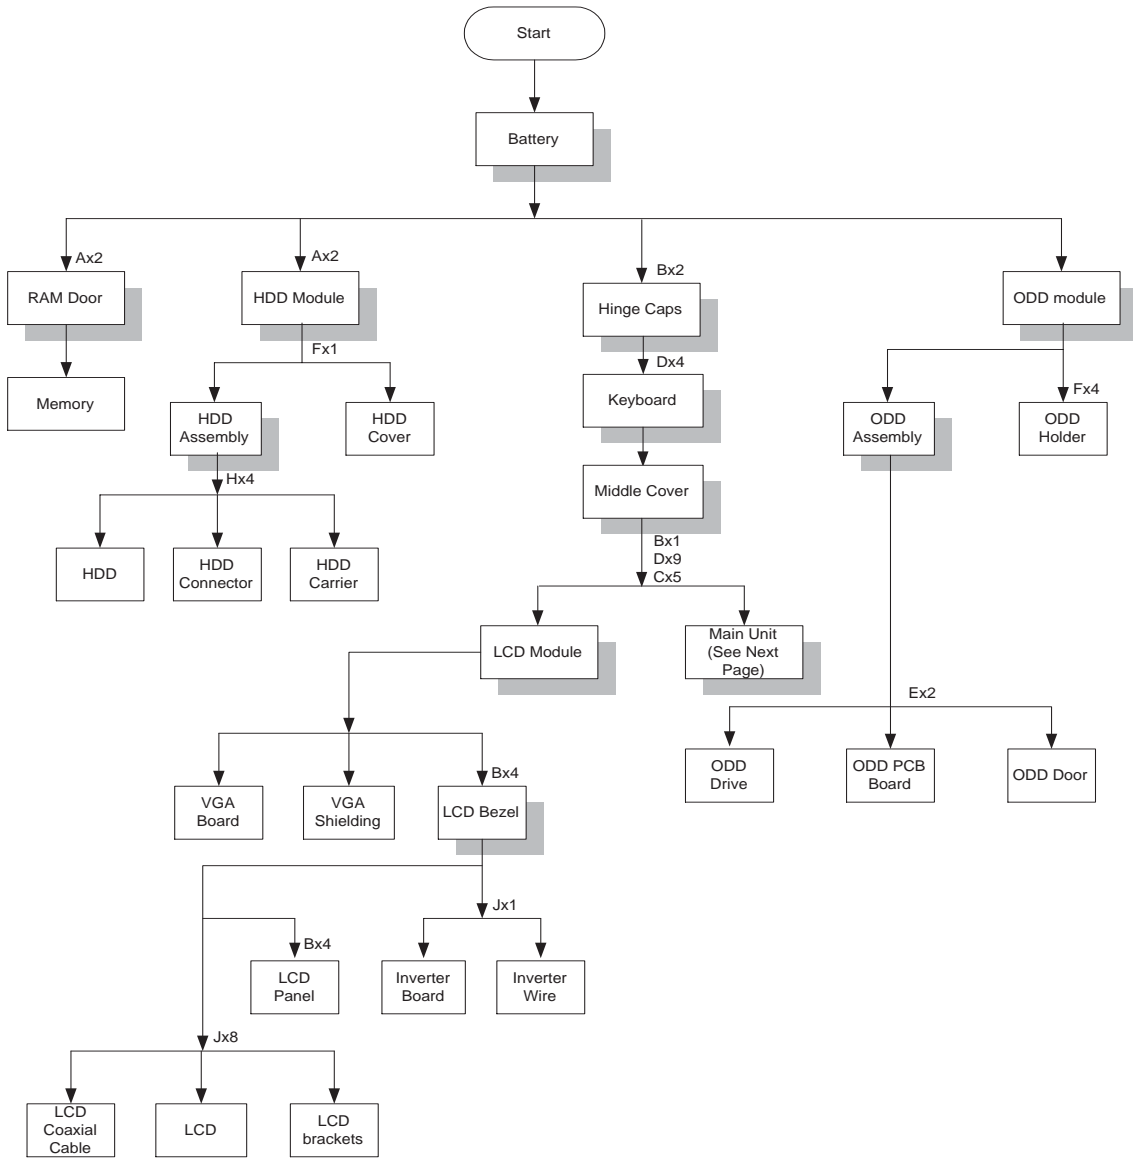 Start
Battery
Ax2
Ax2
Bx2
RAM Door
HDD Module
Hinge Caps
ODD module
Fx1
Dx4
Memory
HDD
Assembly
HDD
Cover
Keyboard
ODD
Assembly
Fx4
ODD
Holder
Hx4
Middle Cover
HDD
HDD
Connector
HDD
Carrier
Bx1
Dx9
Cx5
LCD Module
Main Unit
(See Next
Page)
Ex2
ODD
Drive
ODD PCB
Board
ODD Door
Bx4
VGA
Board
VGA
Shielding
LCD Bezel
Jx1
Bx4
LCD
Panel
Inverter
Board
Inverter
Wire
Jx8
LCD
Coaxial
Cable
LCD
LCD
brackets